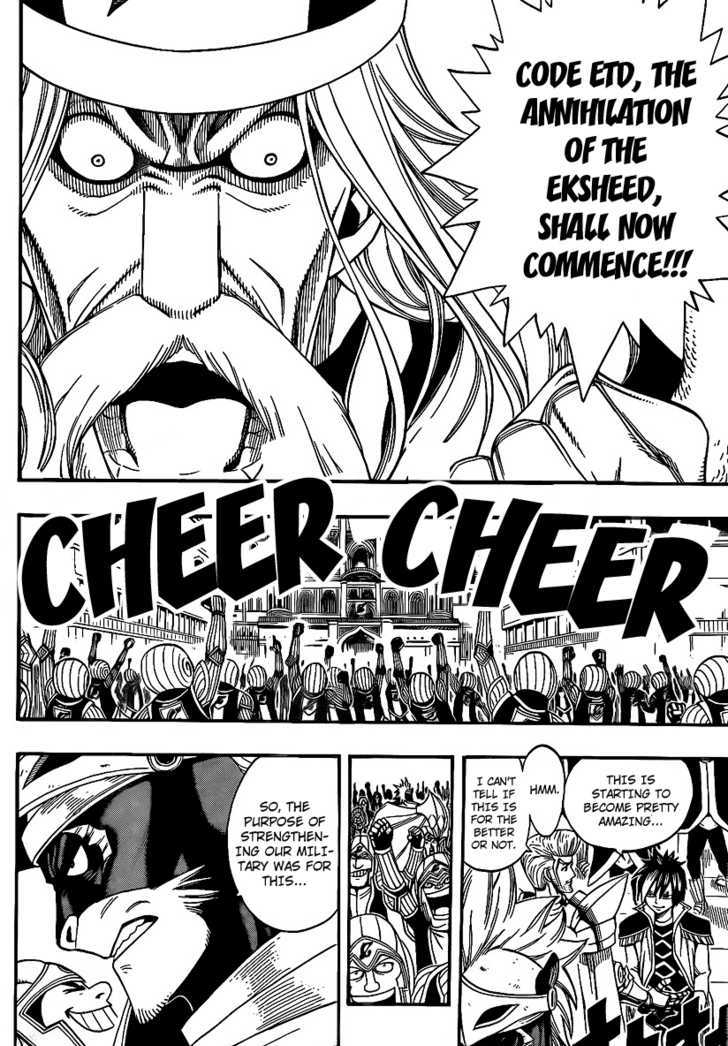 CODE ETD, THE
ANNIHILATION
OF THE
EKSHEED,
SHALL NOW
COMMENCE!!!
CHEER CHEER
THIS IS
STARTING TO
BECOME PRETTY
AMAZING...
HMM.
I CAN'T
TELL IF
THIS IS
FOR THE
BETTER
OR NOT.
SO, THE
PURPOSE OF
STRENGTHEN-
ING OUR MILI-
TARY WAS FOR
THIS...